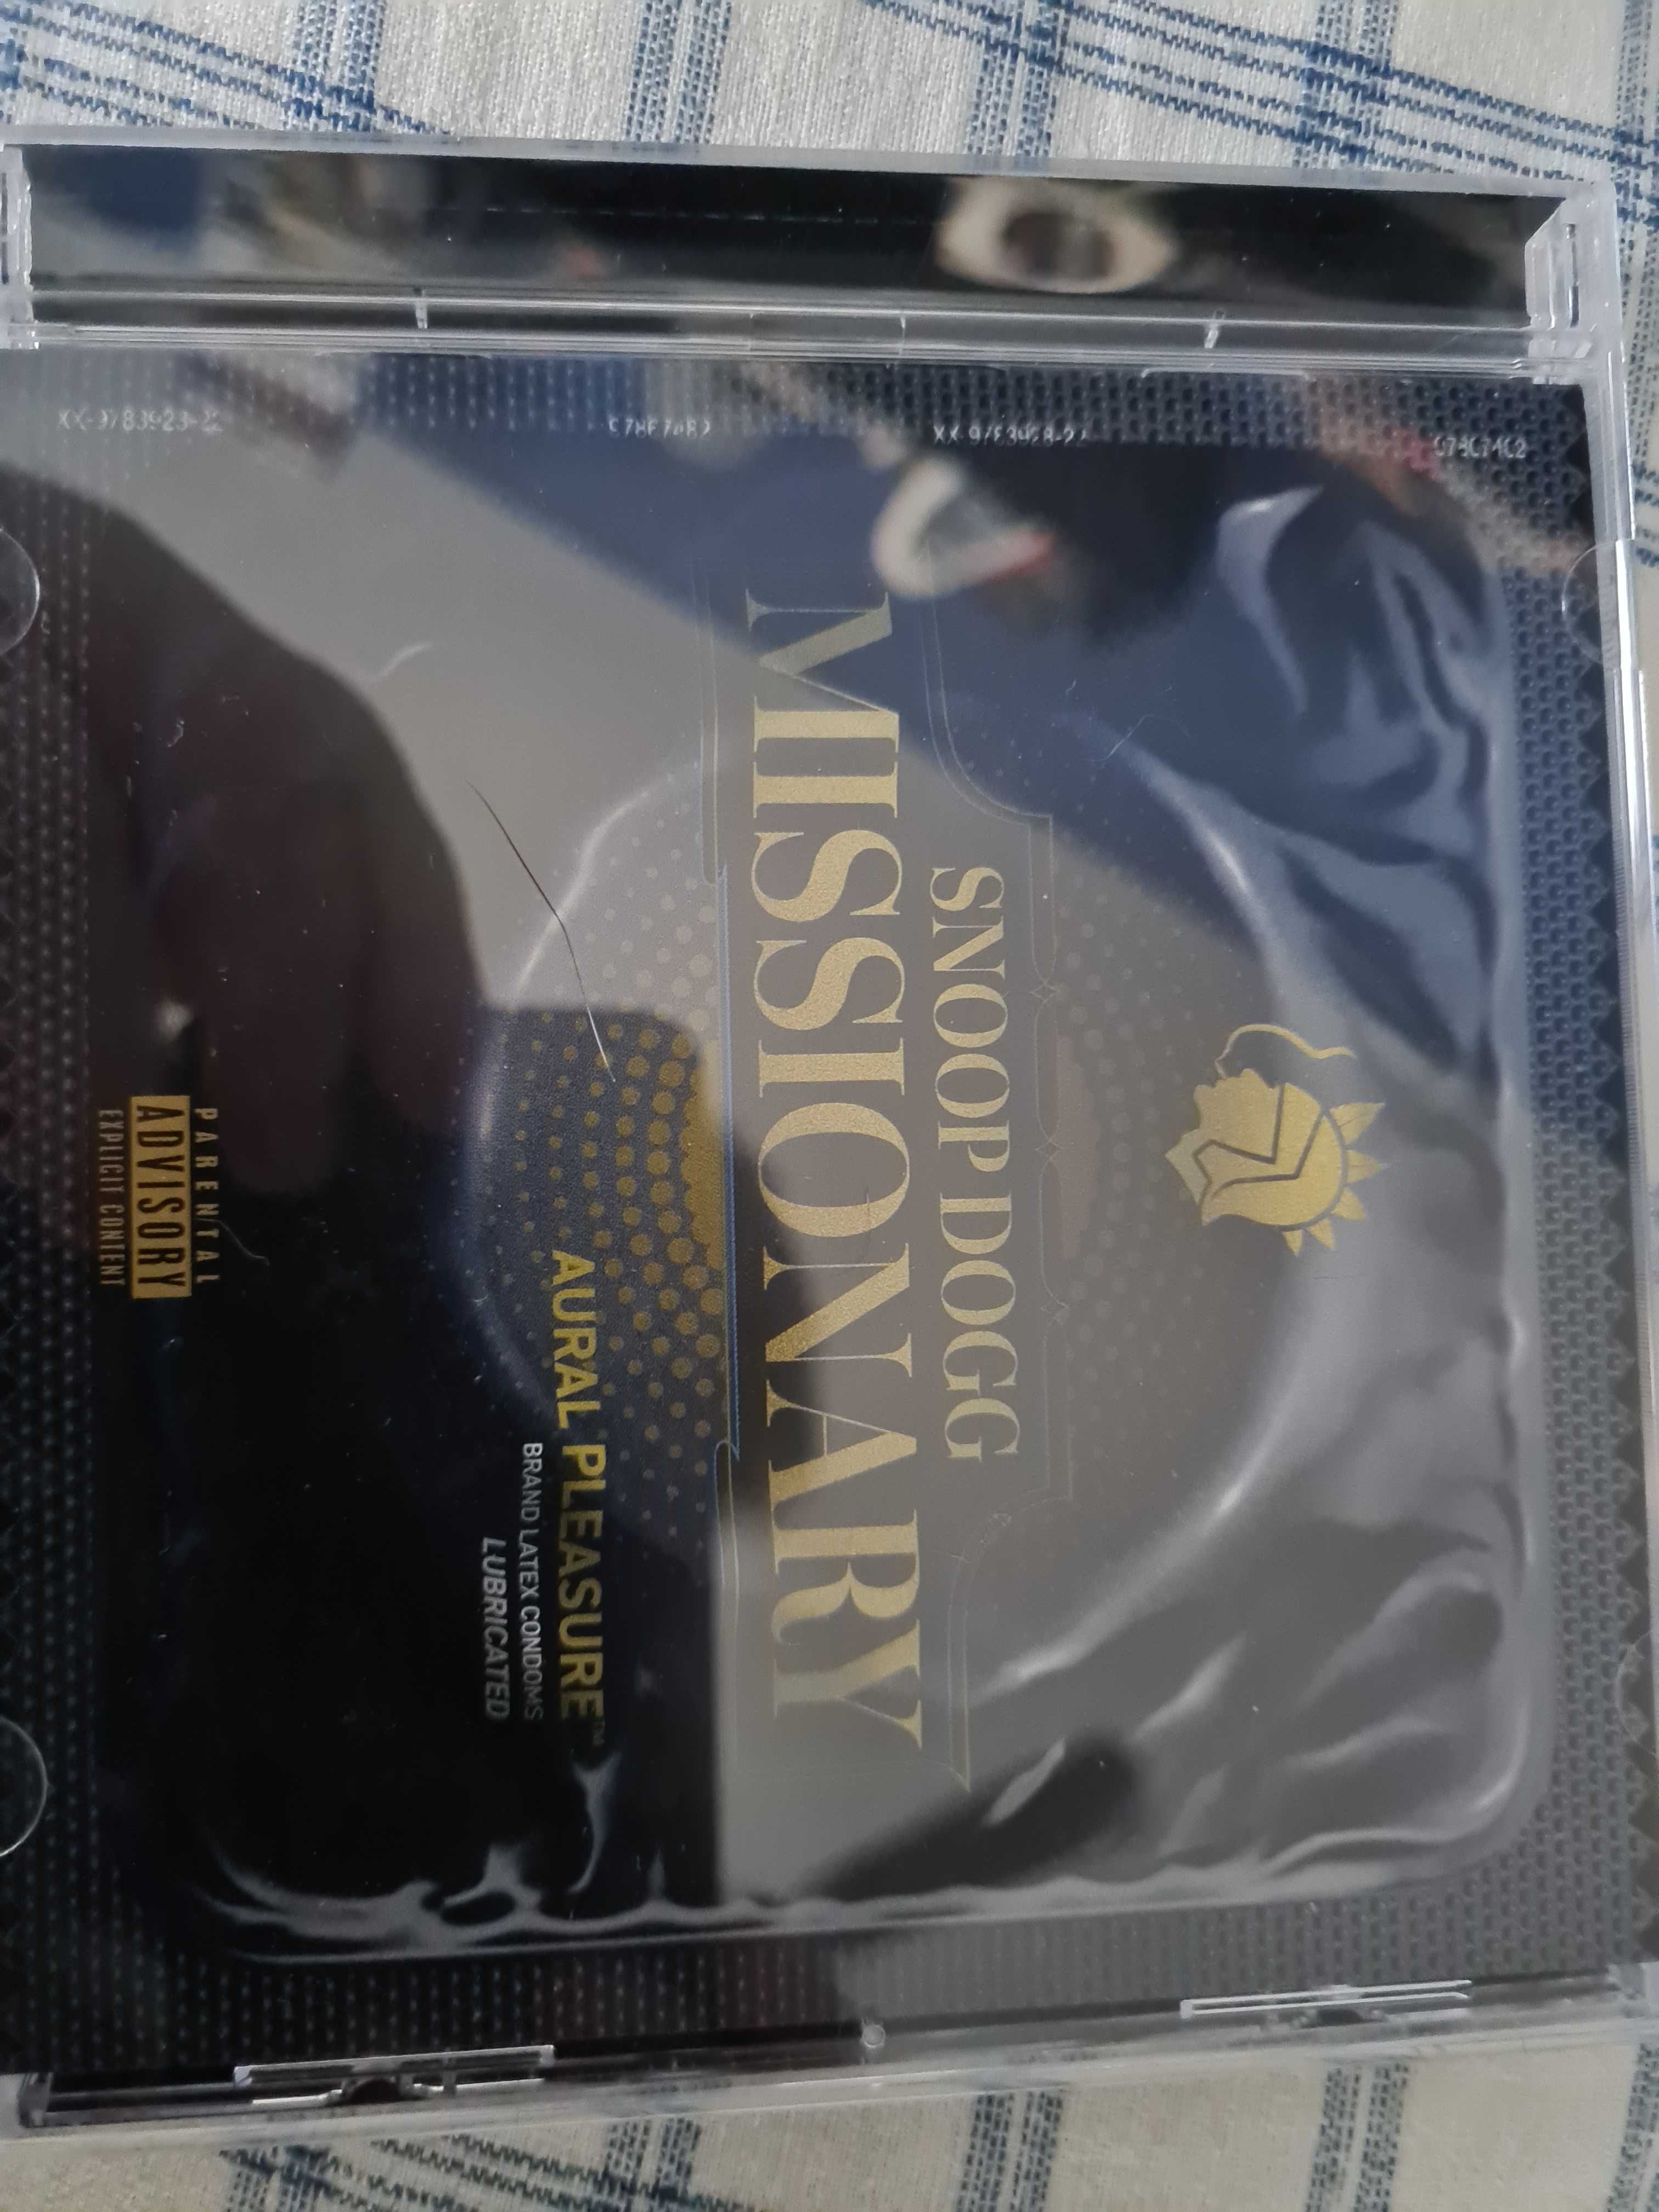 SNOOP DOGG
MISSIONARY
AURAL PLEASURE™
BRAND LATEX CONDOMS
LUBRICATED
PARENTAL
ADVISORY
EXPLICIT CONTENT